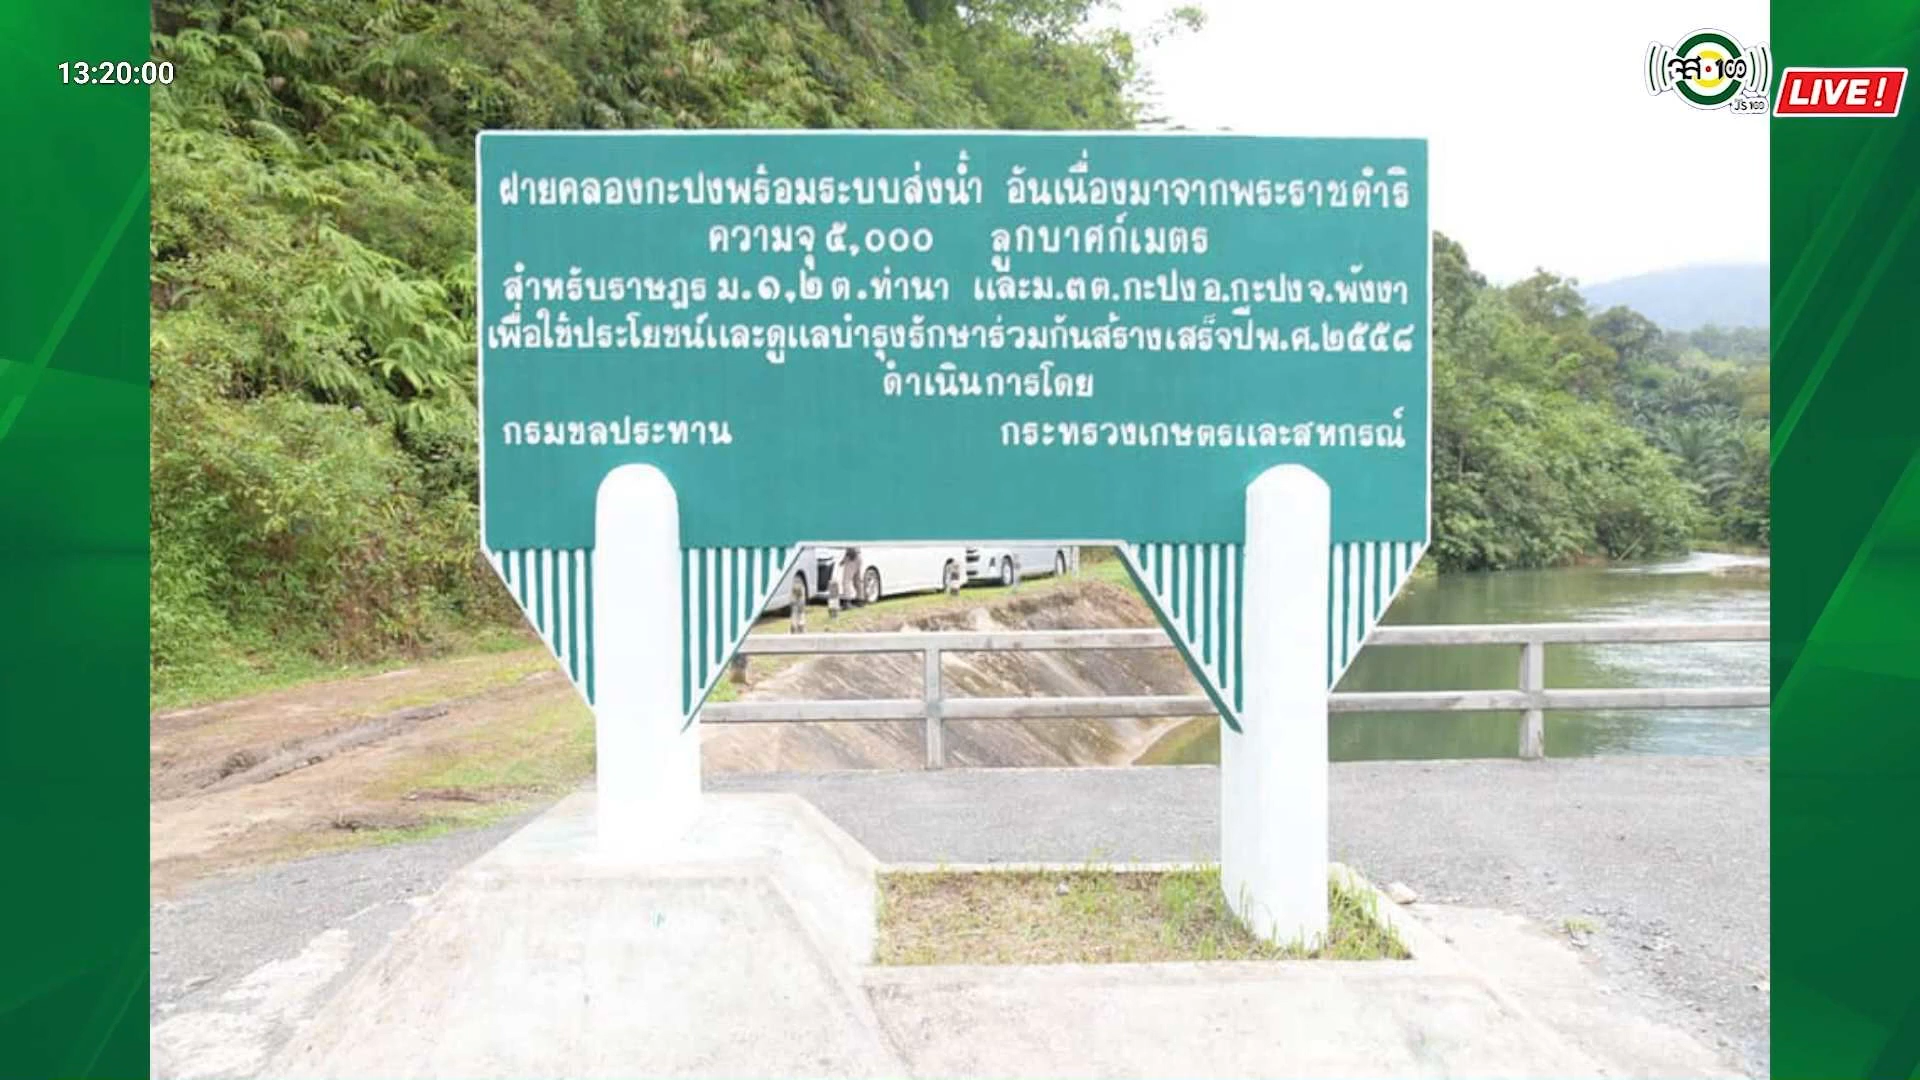 13:20:00
จส.๑๐๐
JS100
LIVE!
ฝายคลองกะปงพร้อมระบบส่งน้ำ อันเนื่องมาจากพระราชดำริ
ความจุ ๕,๐๐๐ ลูกบาศก์เมตร
สำหรับราษฎร ม.๑,๒ ต.ท่านา และม.๓ ต.กะปง อ.กะปง จ.พังงา
เพื่อใช้ประโยชน์และดูแลบำรุงรักษาร่วมกันสร้างเสร็จปีพ.ศ.๒๕๕๘
ดำเนินการโดย
กรมชลประทาน กระทรวงเกษตรและสหกรณ์